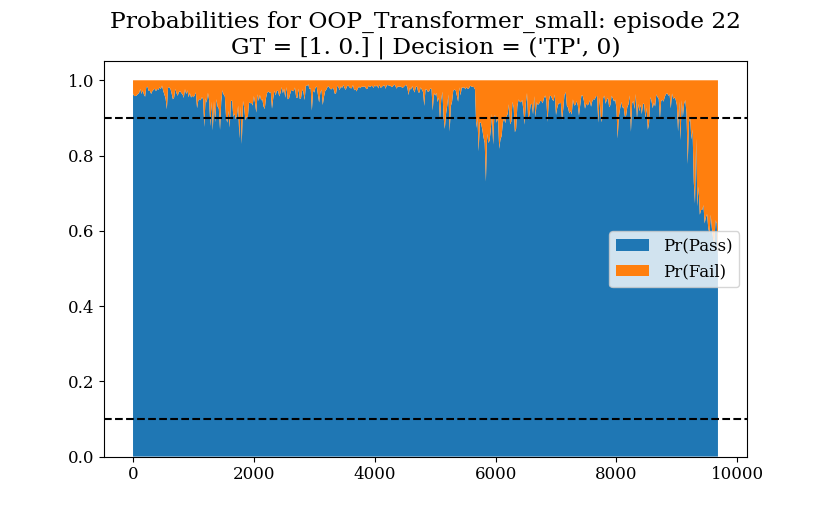 Probabilities for OOP_Transformer_small: episode 22
GT = [1. 0.] | Decision = ('TP', 0)
1.0
0.8
0.6
0.4
0.2
0.0
Pr(Pass)
Pr(Fail)
0 2000 4000 6000 8000 10000